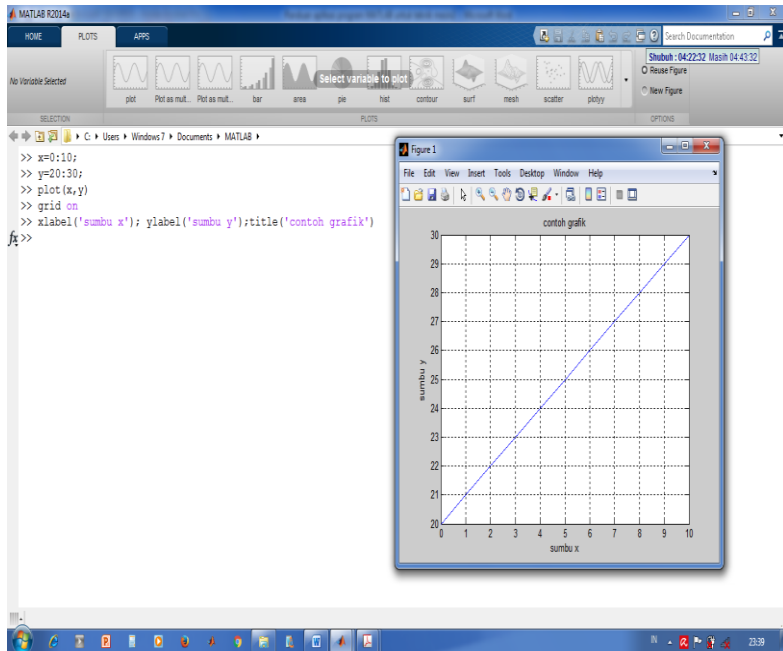 MATLAB R2014a
HOME PLOTS APPS
Search Documentation
Shubuh : 04:22:32 Masih 04:43:32
No Variable Selected
Select variable to plot
plot Plot as mult... Plot as mult... bar area pie hist contour surf mesh scatter plotyy
Reuse Figure
New Figure
SELECTION PLOTS OPTIONS
C: Users Windows 7 Documents MATLAB
>> x=0:10;
>> y=20:30;
>> plot(x,y)
>> grid on
>> xlabel('sumbu x'); ylabel('sumbu y');title('contoh grafik')
fx >>
Figure 1
File Edit View Insert Tools Desktop Window Help
contoh grafik
30
29
28
27
26
25
24
23
22
21
20
sumbu y
0 1 2 3 4 5 6 7 8 9 10
sumbu x
IN 23:39